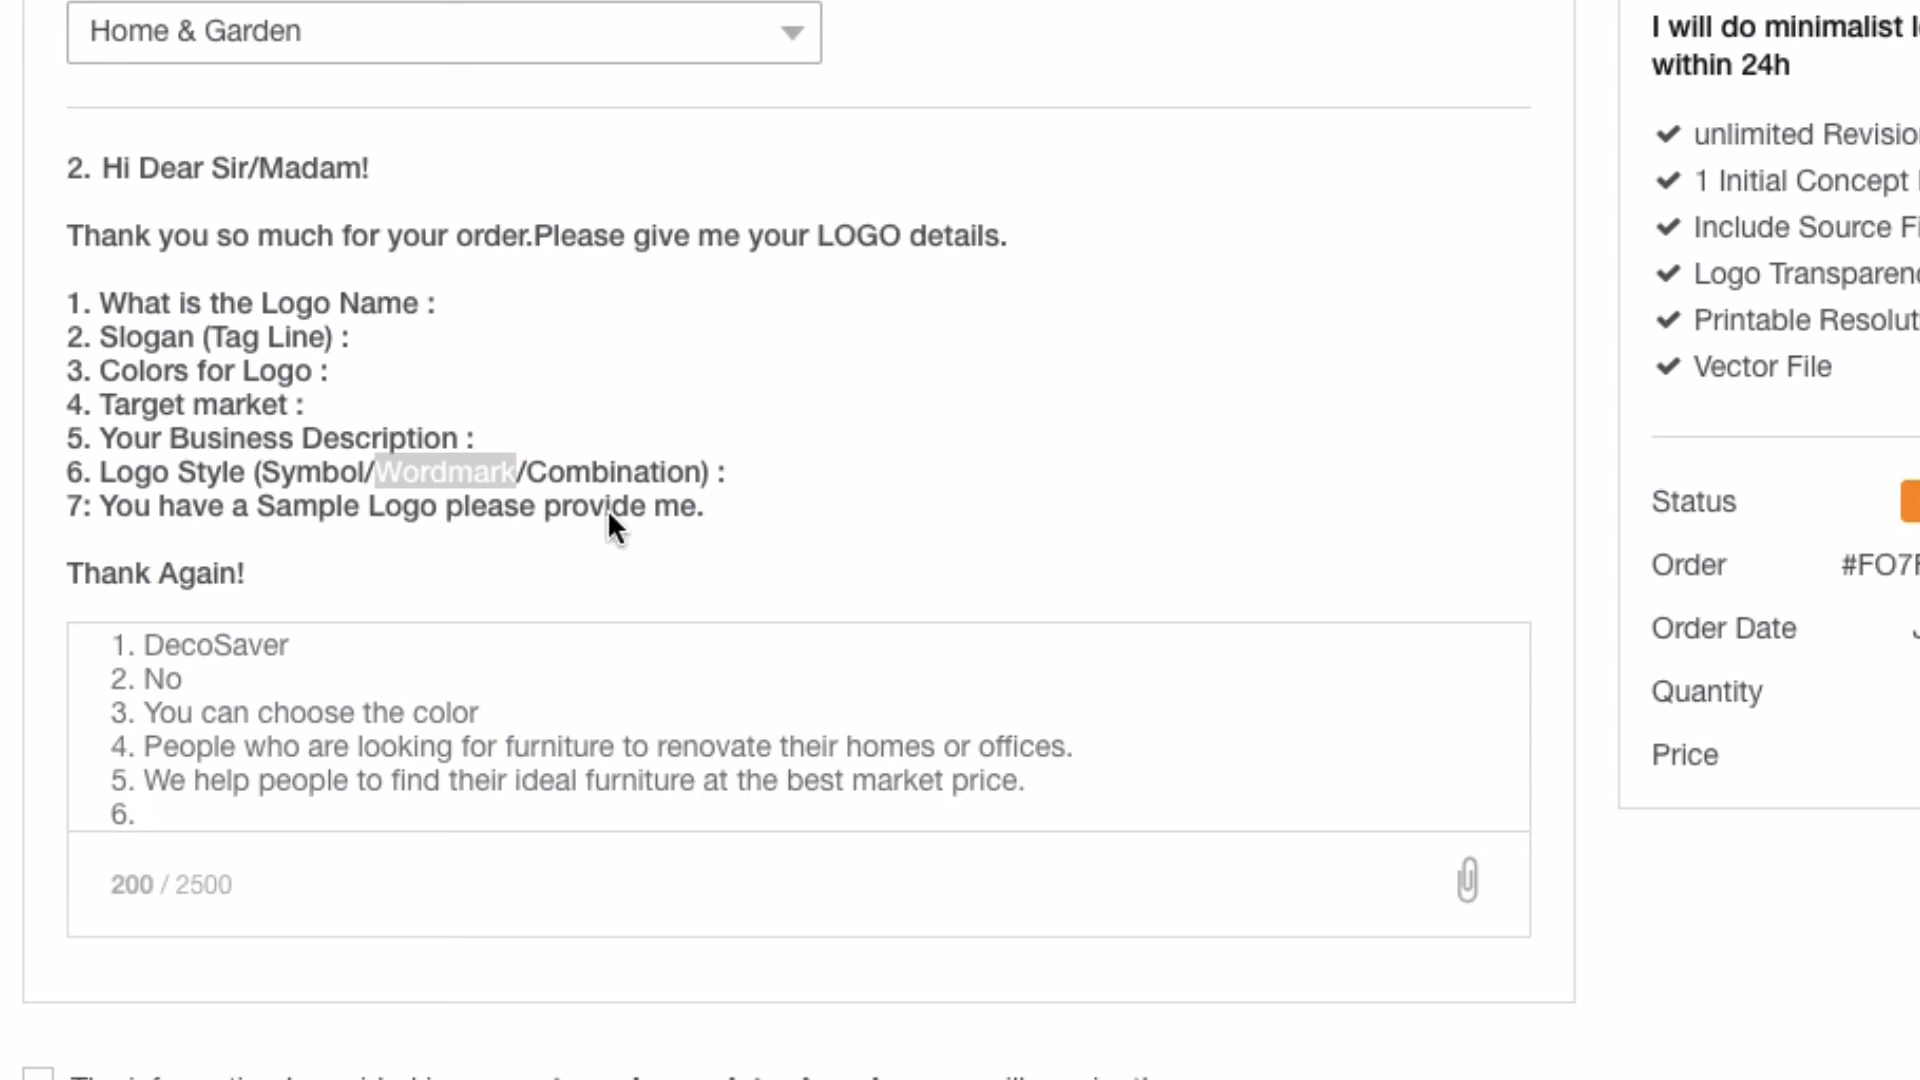 Home & Garden
I will do minimalist
within 24h
2. Hi Dear Sir/Madam!
Thank you so much for your order.Please give me your LOGO details.
1. What is the Logo Name :
2. Slogan (Tag Line) :
3. Colors for Logo :
4. Target market :
5. Your Business Description :
6. Logo Style (Symbol/Wordmark/Combination) :
7: You have a Sample Logo please provide me.
Thank Again!
1. DecoSaver
2. No
3. You can choose the color
4. People who are looking for furniture to renovate their homes or offices.
5. We help people to find their ideal furniture at the best market price.
6.
200 / 2500
unlimited Revisio
1 Initial Concept
Include Source Fi
Logo Transparenc
Printable Resolut
Vector File
Status
Order #FO7F
Order Date
Quantity
Price